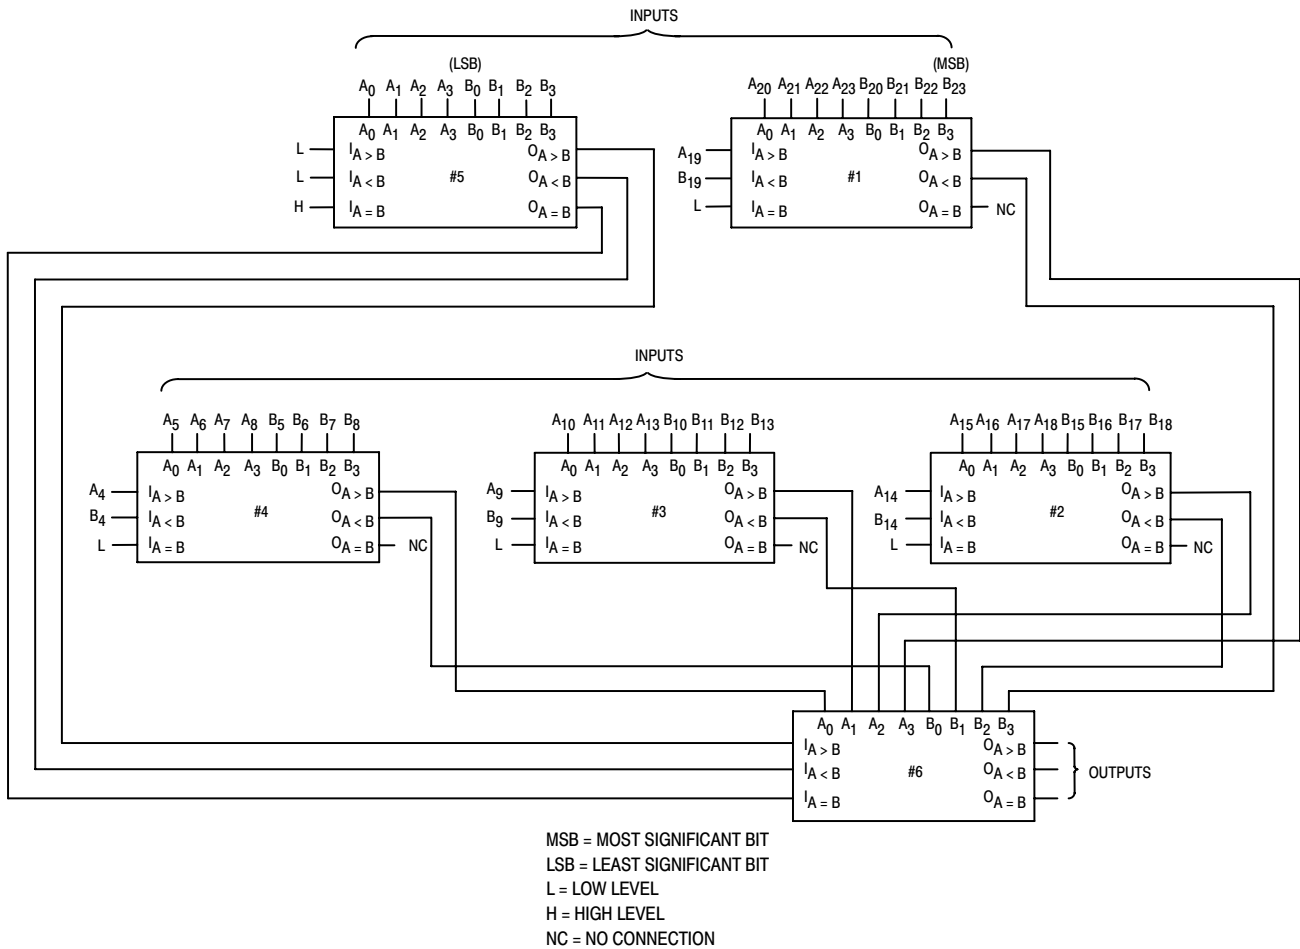 INPUTS
(LSB) (MSB)
A0 A1 A2 A3 B0 B1 B2 B3
A0 A1 A2 A3 B0 B1 B2 B3
L IA > B OA > B
L IA < B #5 OA < B
H IA = B OA = B
A20 A21 A22 A23 B20 B21 B22 B23
A0 A1 A2 A3 B0 B1 B2 B3
A19 IA > B OA > B
B19 IA < B #1 OA < B
L IA = B OA = B NC
INPUTS
A5 A6 A7 A8 B5 B6 B7 B8
A0 A1 A2 A3 B0 B1 B2 B3
A4 IA > B OA > B
B4 IA < B #4 OA < B
L IA = B OA = B NC
A10 A11 A12 A13 B10 B11 B12 B13
A0 A1 A2 A3 B0 B1 B2 B3
A9 IA > B OA > B
B9 IA < B #3 OA < B
L IA = B OA = B NC
A15 A16 A17 A18 B15 B16 B17 B18
A0 A1 A2 A3 B0 B1 B2 B3
A14 IA > B OA > B
B14 IA < B #2 OA < B
L IA = B OA = B NC
A0 A1 A2 A3 B0 B1 B2 B3
IA > B OA > B
IA < B #6 OA < B OUTPUTS
IA = B OA = B
MSB = MOST SIGNIFICANT BIT
LSB = LEAST SIGNIFICANT BIT
L = LOW LEVEL
H = HIGH LEVEL
NC = NO CONNECTION